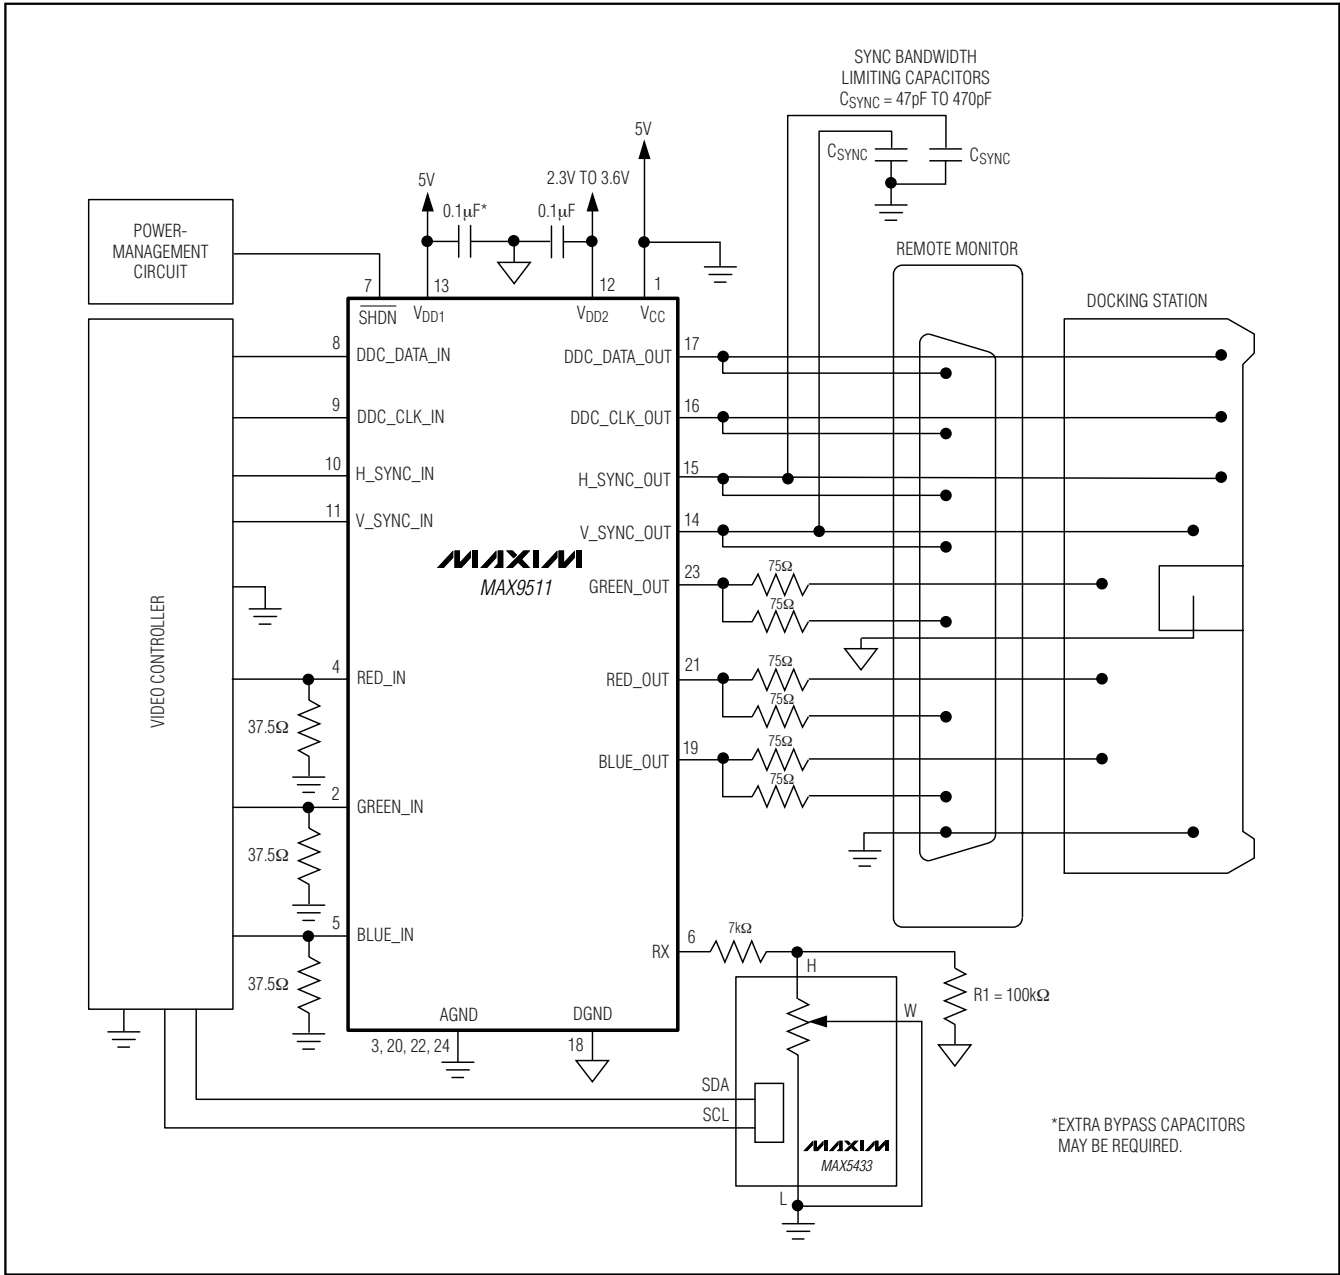 SYNC BANDWIDTH
LIMITING CAPACITORS
CSYNC = 47pF TO 470pF
5V
CSYNC
CSYNC
5V
2.3V TO 3.6V
0.1μF*
0.1μF
POWER-
MANAGEMENT
CIRCUIT
REMOTE MONITOR
DOCKING STATION
7
13
12
1
SHDN
VDD1
VDD2
VCC
8
DDC_DATA_IN
DDC_DATA_OUT
17
9
DDC_CLK_IN
DDC_CLK_OUT
16
10
H_SYNC_IN
H_SYNC_OUT
15
11
V_SYNC_IN
V_SYNC_OUT
14
MAXIM
MAX9511
GREEN_OUT
23
75Ω
75Ω
VIDEO CONTROLLER
4
RED_IN
RED_OUT
21
75Ω
75Ω
37.5Ω
BLUE_OUT
19
75Ω
75Ω
2
GREEN_IN
37.5Ω
5
BLUE_IN
37.5Ω
RX
6
7kΩ
H
R1 = 100kΩ
W
AGND
DGND
3, 20, 22, 24
18
SDA
SCL
MAXIM
MAX5433
L
*EXTRA BYPASS CAPACITORS
MAY BE REQUIRED.